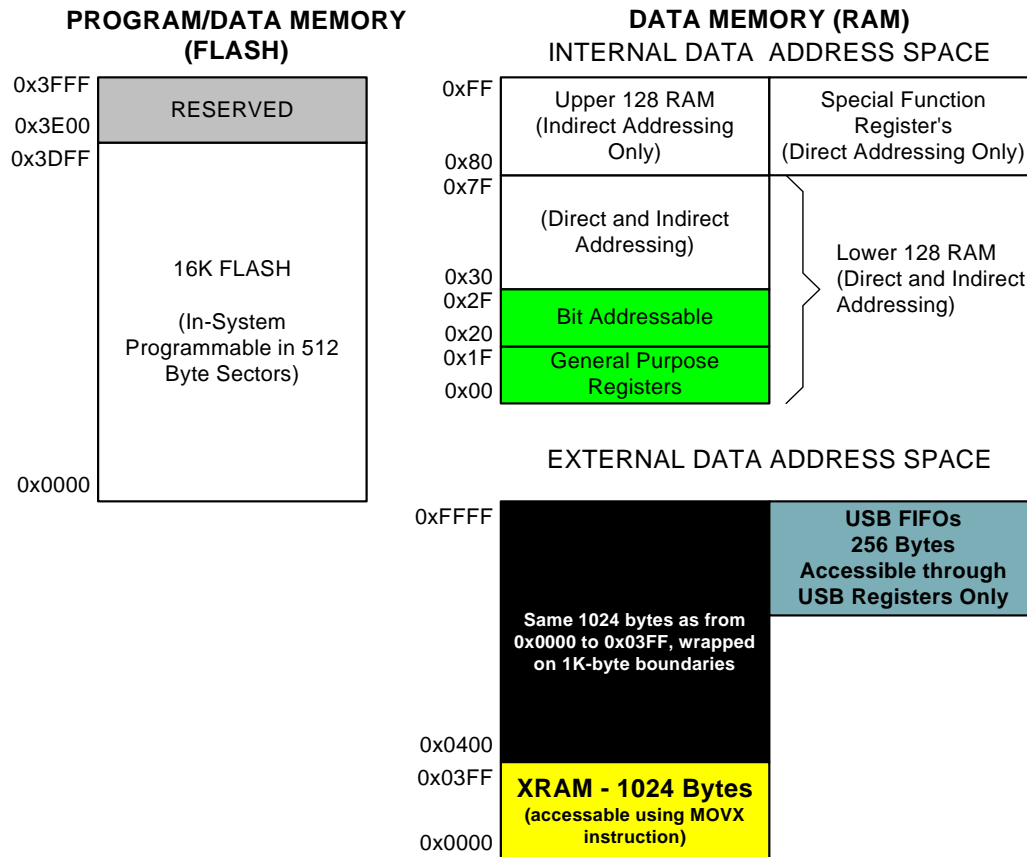 PROGRAM/DATA MEMORY
(FLASH)
0x3FFF
RESERVED
0x3E00
0x3DFF
16K FLASH
(In-System
Programmable in 512
Byte Sectors)
0x0000
DATA MEMORY (RAM)
INTERNAL DATA ADDRESS SPACE
0xFF
Upper 128 RAM
(Indirect Addressing
Only)
0x80
Special Function
Register's
(Direct Addressing Only)
0x7F
(Direct and Indirect
Addressing)
0x30
Lower 128 RAM
(Direct and Indirect
Addressing)
0x2F
Bit Addressable
0x20
0x1F
General Purpose
Registers
0x00
EXTERNAL DATA ADDRESS SPACE
0xFFFF
Same 1024 bytes as from
0x0000 to 0x03FF, wrapped
on 1K-byte boundaries
0x0400
USB FIFOs
256 Bytes
Accessible through
USB Registers Only
0x03FF
XRAM - 1024 Bytes
(accessable using MOVX
instruction)
0x0000